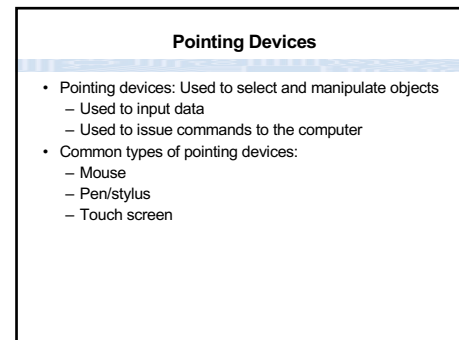 Pointing Devices
• Pointing devices: Used to select and manipulate objects
– Used to input data
– Used to issue commands to the computer
• Common types of pointing devices:
– Mouse
– Pen/stylus
– Touch screen